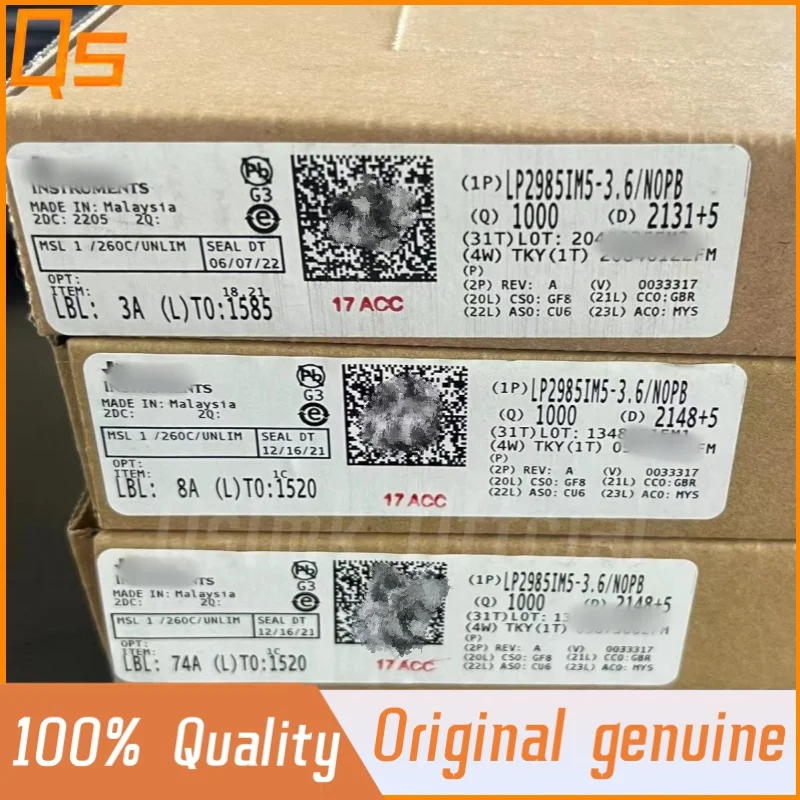 QS
INSTRUMENTS
MADE IN: Malaysia
2DC: 2205 2Q:
MSL 1 /260C/UNLIM
SEAL DT
06/07/22
OPT:
ITEM: 18.21
LBL: 3A (L)TO:1585
Pb
G3
e
17 ACC
(1P) LP2985IM5-3.6/NOPB
(Q) 1000 (D) 2131+5
(31T) LOT: 204
(4W) TKY(1T)
(P)
(2P) REV: A (V) 0033317
(20L) CSO: GF8 (21L) CCO:GBR
(22L) ASO: CU6 (23L) ACO: MYS
MADE IN: Malaysia
2DC: 2Q:
MSL 1 /260C/UNLIM
SEAL DT
12/16/21
OPT:
ITEM: 1C
LBL: 8A (L)TO:1520
Pb
G3
e
17 ACC
(1P) LP2985IM5-3.6/NOPB
(Q) 1000 (D) 2148+5
(31T) LOT: 1348
(4W) TKY(1T)
(P)
(2P) REV: A (V) 0033317
(20L) CSO: GF8 (21L) CCO:GBR
(22L) ASO: CU6 (23L) ACO: MYS
MADE IN: Malaysia
2DC: 2Q:
MSL 1 /260C/UNLIM
SEAL DT
12/16/21
OPT:
ITEM: 1C
LBL: 74A (L)TO:1520
Pb
G3
e
17 ACC
(1P) LP2985IM5-3.6/NOPB
(Q) 1000 (D) 2148+5
(31T) LOT: 13
(4W) TKY(1T)
(P)
(2P) REV: A (V) 0033317
(20L) CSO: GF8 (21L) CCO:GBR
(22L) ASO: CU6 (23L) ACO: MYS
100% Quality Original genuine